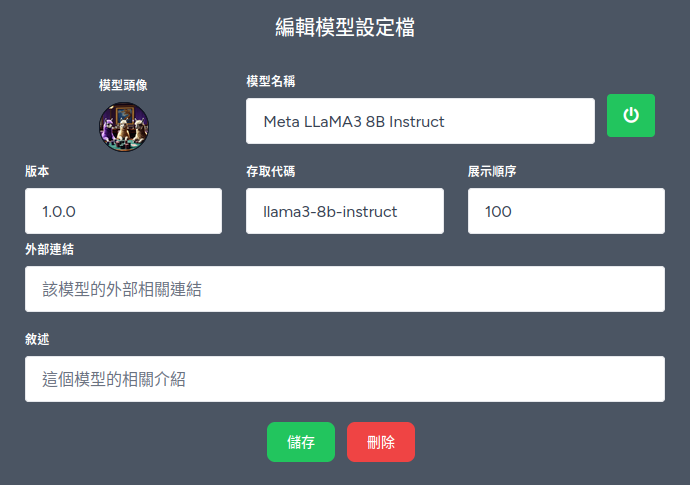 編輯模型設定檔
模型頭像
模型名稱
Meta LLaMA3 8B Instruct
版本
存取代碼
展示順序
1.0.0
llama3-8b-instruct
100
外部連結
該模型的外部相關連結
敘述
這個模型的相關介紹
儲存
刪除